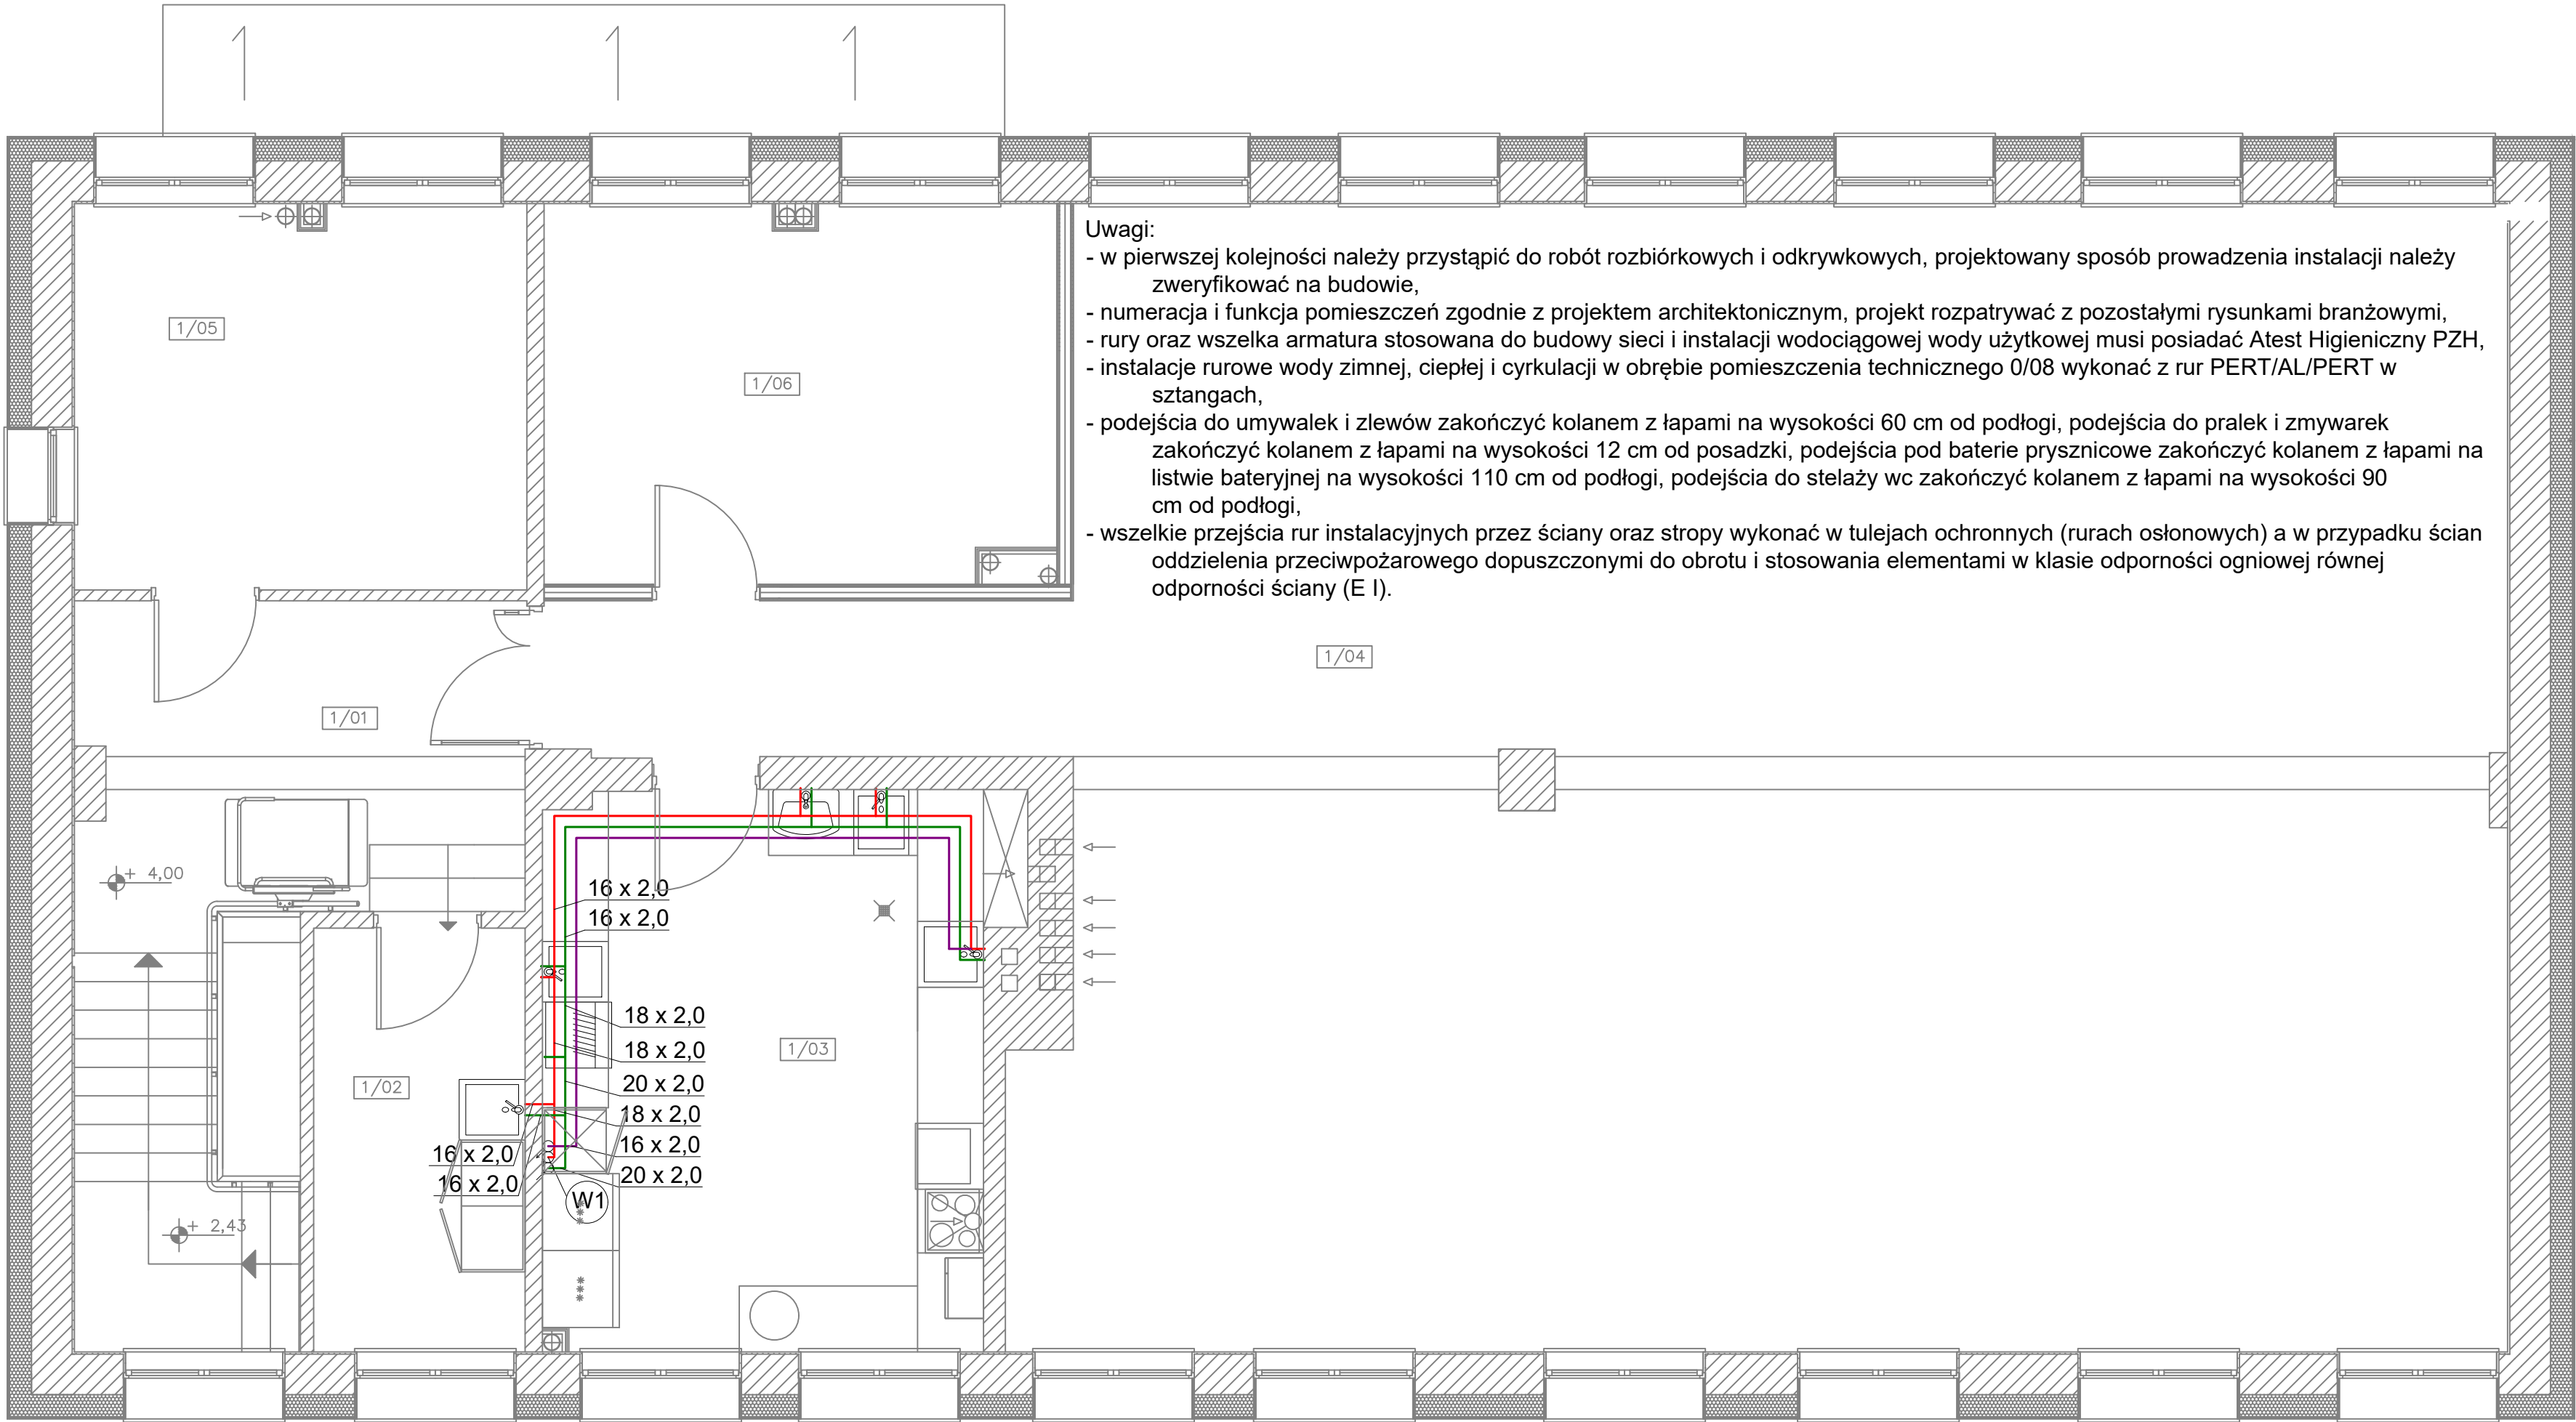 Uwagi:
- w pierwszej kolejności należy przystąpić do robót rozbiórkowych i odkrywkowych, projektowany sposób prowadzenia instalacji należy
zweryfikować na budowie,
- numeracja i funkcja pomieszczeń zgodnie z projektem architektonicznym, projekt rozpatrywać z pozostałymi rysunkami branżowymi,
- rury oraz wszelka armatura stosowana do budowy sieci i instalacji wodociągowej wody użytkowej musi posiadać Atest Higieniczny PZH,
- instalacje rurowe wody zimnej, ciepłej i cyrkulacji w obrębie pomieszczenia technicznego 0/08 wykonać z rur PERT/AL/PERT w
sztangach,
- podejścia do umywalek i zlewów zakończyć kolanem z łapami na wysokości 60 cm od podłogi, podejścia do pralek i zmywarek
zakończyć kolanem z łapami na wysokości 12 cm od posadzki, podejścia pod baterie prysznicowe zakończyć kolanem z łapami na
listwie bateryjnej na wysokości 110 cm od podłogi, podejścia do stelaży wc zakończyć kolanem z łapami na wysokości 90
cm od podłogi,
- wszelkie przejścia rur instalacyjnych przez ściany oraz stropy wykonać w tulejach ochronnych (rurach osłonowych) a w przypadku ścian
oddzielenia przeciwpożarowego dopuszczonymi do obrotu i stosowania elementami w klasie odporności ogniowej równej
odporności ściany (E I).
1/05
1/06
1/04
1/01
+ 4,00
16 x 2,0
16 x 2,0
18 x 2,0
18 x 2,0
1/03
20 x 2,0
1/02
18 x 2,0
16 x 2,0
16 x 2,0
20 x 2,0
16 x 2,0
W1
+ 2,43